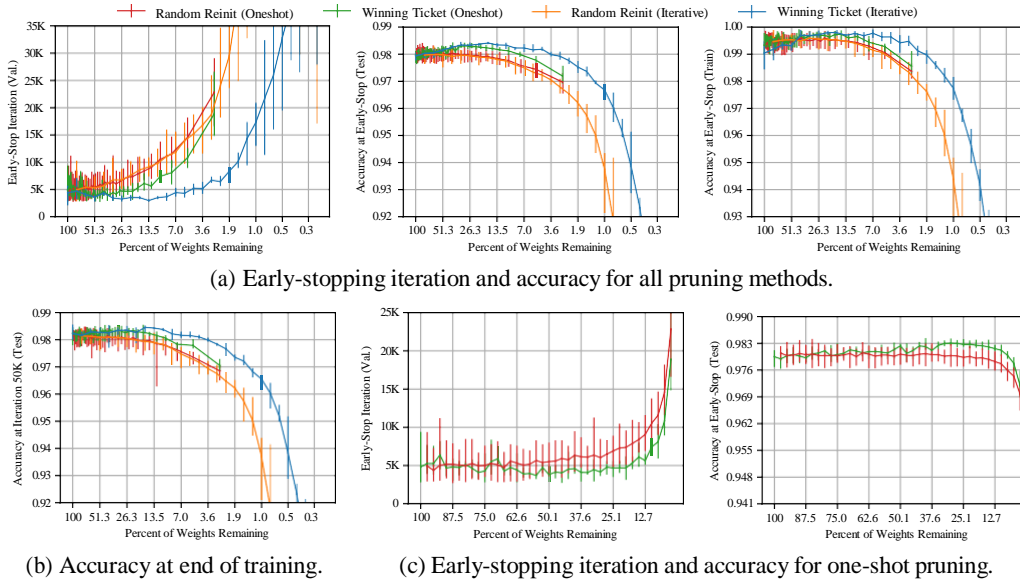 Random Reinit (Oneshot) Winning Ticket (Oneshot) Random Reinit (Iterative) Winning Ticket (Iterative)
Early-Stop Iteration (Val.)
35K
30K
25K
20K
15K
10K
5K
0
100 51.3 26.3 13.5 7.0 3.6 1.9 1.0 0.5 0.3
Percent of Weights Remaining
Accuracy at Early-Stop (Test)
0.99
0.98
0.97
0.96
0.95
0.94
0.93
0.92
100 51.3 26.3 13.5 7.0 3.6 1.9 1.0 0.5 0.3
Percent of Weights Remaining
Accuracy at Early-Stop (Train)
1.00
0.99
0.98
0.97
0.96
0.95
0.94
0.93
100 51.3 26.3 13.5 7.0 3.6 1.9 1.0 0.5 0.3
Percent of Weights Remaining
(a) Early-stopping iteration and accuracy for all pruning methods.
Accuracy at Iteration 50K (Test)
0.99
0.98
0.97
0.96
0.95
0.94
0.93
0.92
100 51.3 26.3 13.5 7.0 3.6 1.9 1.0 0.5 0.3
Percent of Weights Remaining
(b) Accuracy at end of training.
Early-Stop Iteration (Val.)
25K
20K
15K
10K
5K
0
100 87.5 75.0 62.6 50.1 37.6 25.1 12.7
Percent of Weights Remaining
Accuracy at Early-Stop (Test)
0.990
0.983
0.976
0.969
0.962
0.955
0.948
0.941
100 87.5 75.0 62.6 50.1 37.6 25.1 12.7
Percent of Weights Remaining
(c) Early-stopping iteration and accuracy for one-shot pruning.